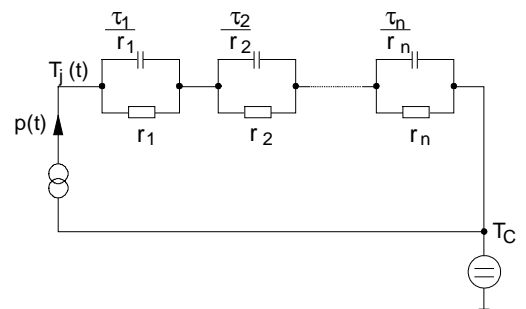 τ1/r1 τ2/r2 τn/rn
Tj (t)
r1 r2 rn
p(t)
TC